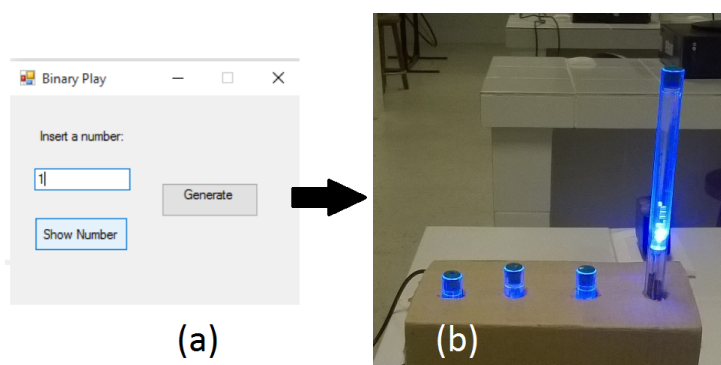 Binary Play
Insert a number:
1
Generate
Show Number
(a)
(b)